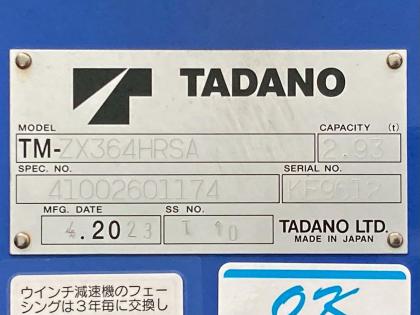 TADANO
MODEL CAPACITY (t)
TM-ZX364HRSA 2.93
SPEC. NO. SERIAL NO.
41002601174 KF9612
MFG. DATE SS NO.
4.2023 T 10
TADANO LTD.
MADE IN JAPAN
ウインチ減速機のフェー
シングは3年毎に交換し
OK